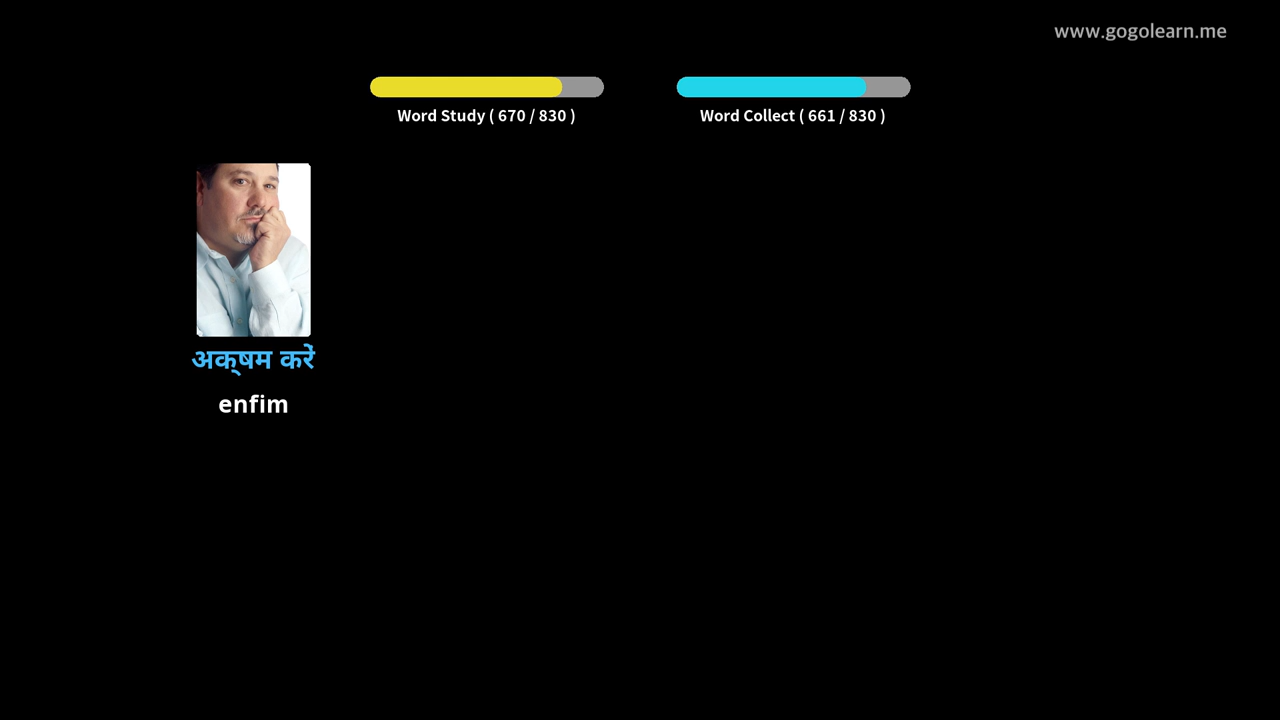 www.gogolearn.me
Word Study ( 670 / 830 )
Word Collect ( 661 / 830 )
अक्षम करें
enfim